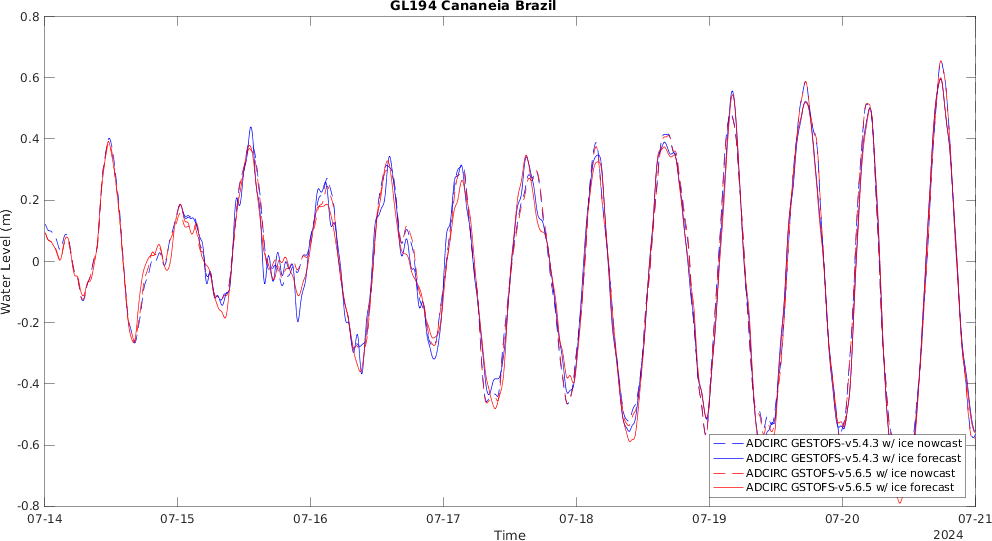 GL194 Cananeia Brazil
0.8
0.6
0.4
0.2
0
-0.2
-0.4
-0.6
-0.8
Water Level (m)
ADCIRC GESTOFS-v5.4.3 w/ ice nowcast
ADCIRC GESTOFS-v5.4.3 w/ ice forecast
ADCIRC GSTOFS-v5.6.5 w/ ice nowcast
ADCIRC GSTOFS-v5.6.5 w/ ice forecast
07-14 07-15 07-16 07-17 07-18 07-19 07-20 07-21
Time
2024